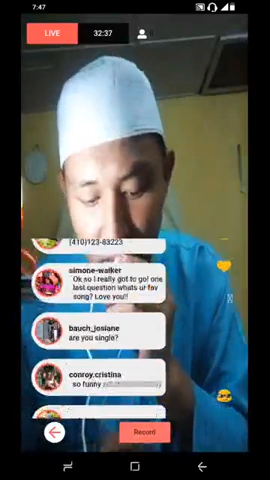 7:47
LIVE
32:37
(410)123-83223
simone-walker
Ok so I really got to go! one
last question whats ur fav
song? Love you!!
bauch_josiane
are you single?
conroy.cristina
so funny
Record